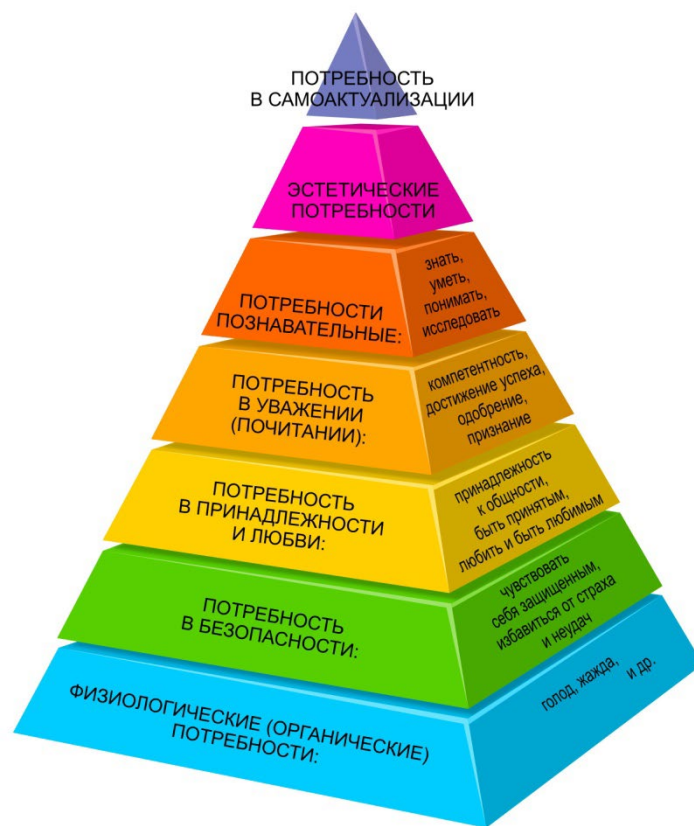 ПОТРЕБНОСТЬ
В САМОАКТУАЛИЗАЦИИ
ЭСТЕТИЧЕСКИЕ
ПОТРЕБНОСТИ
ПОТРЕБНОСТИ
ПОЗНАВАТЕЛЬНЫЕ:
знать,
уметь,
понимать,
исследовать
ПОТРЕБНОСТЬ
В УВАЖЕНИИ
(ПОЧИТАНИИ):
компетентность,
достижение успеха,
одобрение,
признание
ПОТРЕБНОСТЬ
В ПРИНАДЛЕЖНОСТИ
И ЛЮБВИ:
принадлежность
к общности,
быть принятым,
любить и быть любимым
ПОТРЕБНОСТЬ
В БЕЗОПАСНОСТИ:
чувствовать
себя защищенным,
избавиться от страха
и неудач
ФИЗИОЛОГИЧЕСКИЕ (ОРГАНИЧЕСКИЕ)
ПОТРЕБНОСТИ:
голод, жажда, и др.